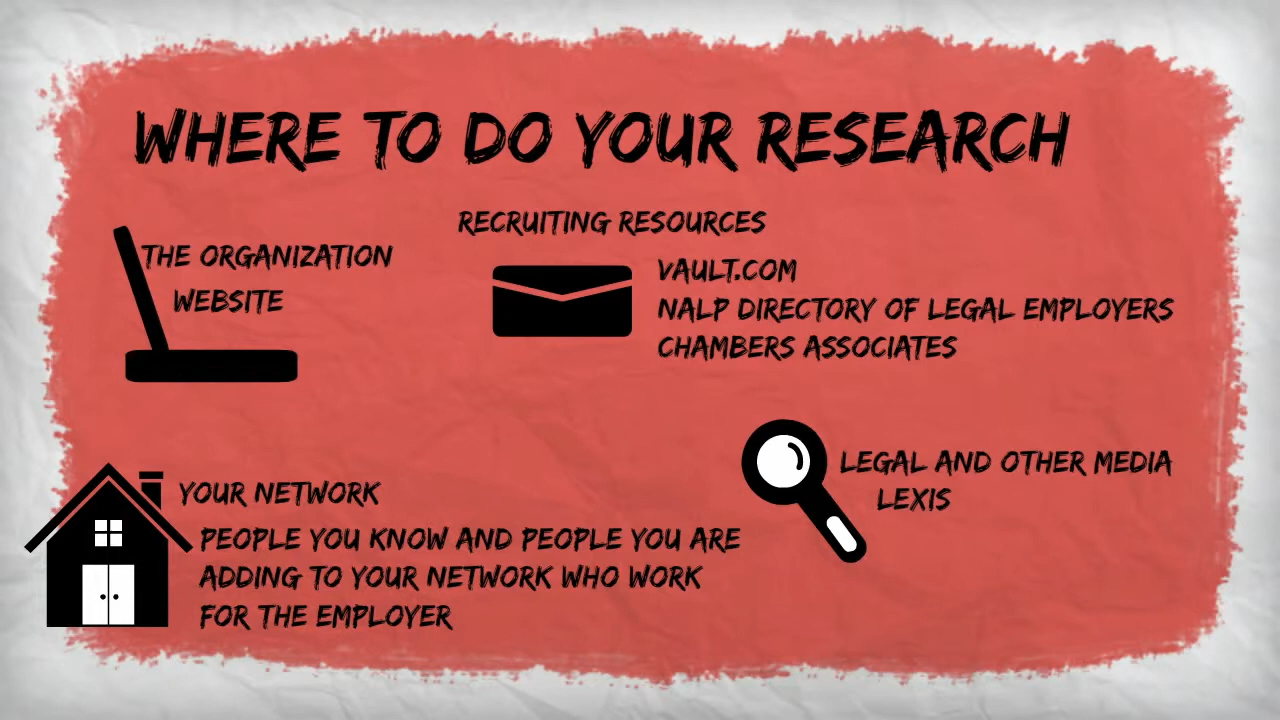 WHERE TO DO YOUR RESEARCH
THE ORGANIZATION
WEBSITE
RECRUITING RESOURCES
VAULT.COM
NALP DIRECTORY OF LEGAL EMPLOYERS
CHAMBERS ASSOCIATES
YOUR NETWORK
PEOPLE YOU KNOW AND PEOPLE YOU ARE
ADDING TO YOUR NETWORK WHO WORK
FOR THE EMPLOYER
LEGAL AND OTHER MEDIA
LEXIS